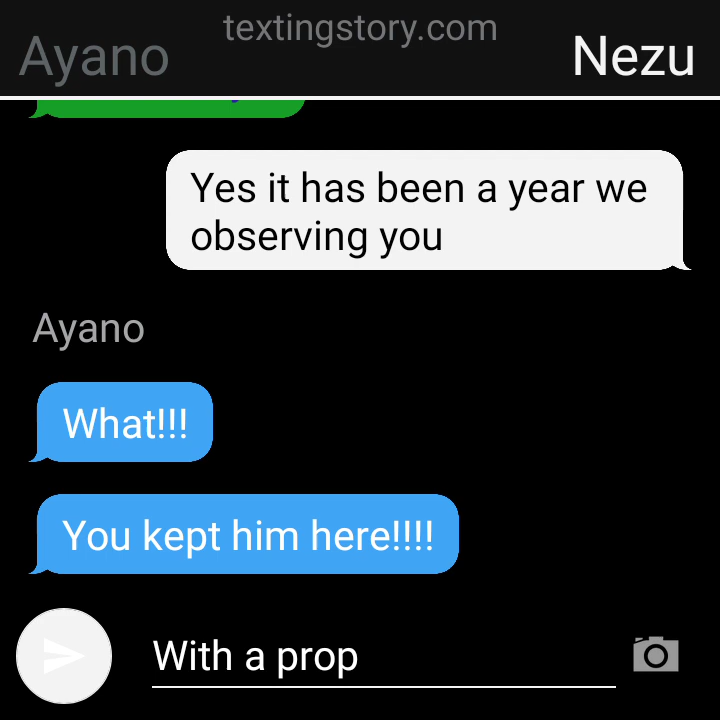 textingstory.com
Ayano
Nezu
Yes it has been a year we
observing you
Ayano
What!!!
You kept him here!!!!
With a prop